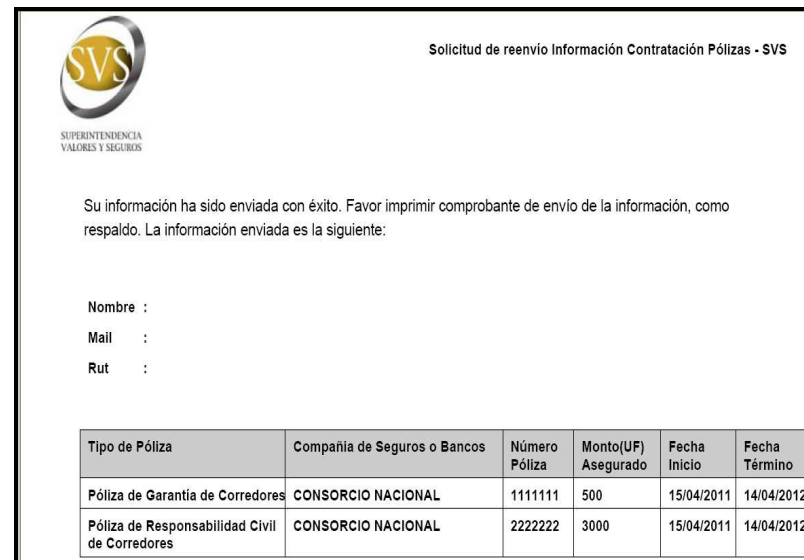 Solicitud de reenvío Información Contratación Pólizas - SVS
SVS
SUPERINTENDENCIA
VALORES Y SEGUROS
Su información ha sido enviada con éxito. Favor imprimir comprobante de envío de la información, como
respaldo. La información enviada es la siguiente:
Nombre :
Mail :
Rut :
Tipo de Póliza Compañia de Seguros o Bancos Número Póliza Monto(UF) Asegurado Fecha Inicio Fecha Término
Póliza de Garantía de Corredores CONSORCIO NACIONAL 1111111 500 15/04/2011 14/04/2012
Póliza de Responsabilidad Civil de Corredores CONSORCIO NACIONAL 2222222 3000 15/04/2011 14/04/2012